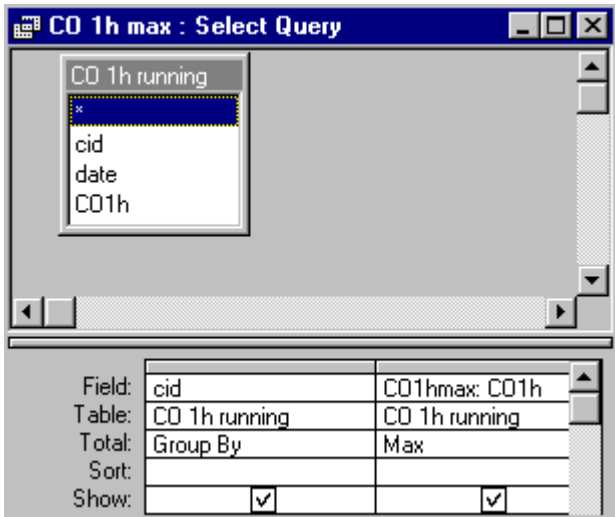 CO 1h max : Select Query
CO 1h running
*
cid
date
CO1h
Field: cid CO1hmax: CO1h
Table: CO 1h running CO 1h running
Total: Group By Max
Sort:
Show: